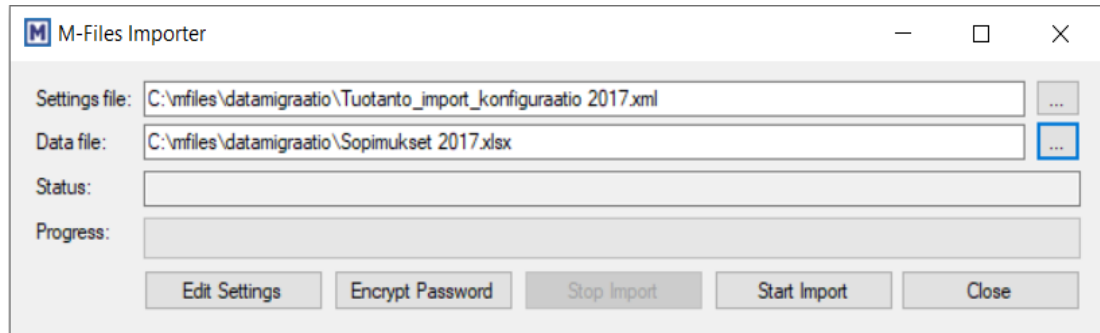 M-Files Importer
Settings file: C:\mfiles\datamigraatio\Tuotanto_import_konfiguraatio 2017.xml ...
Data file: C:\mfiles\datamigraatio\Sopimukset 2017.xlsx ...
Status:
Progress:
Edit Settings Encrypt Password Stop Import Start Import Close